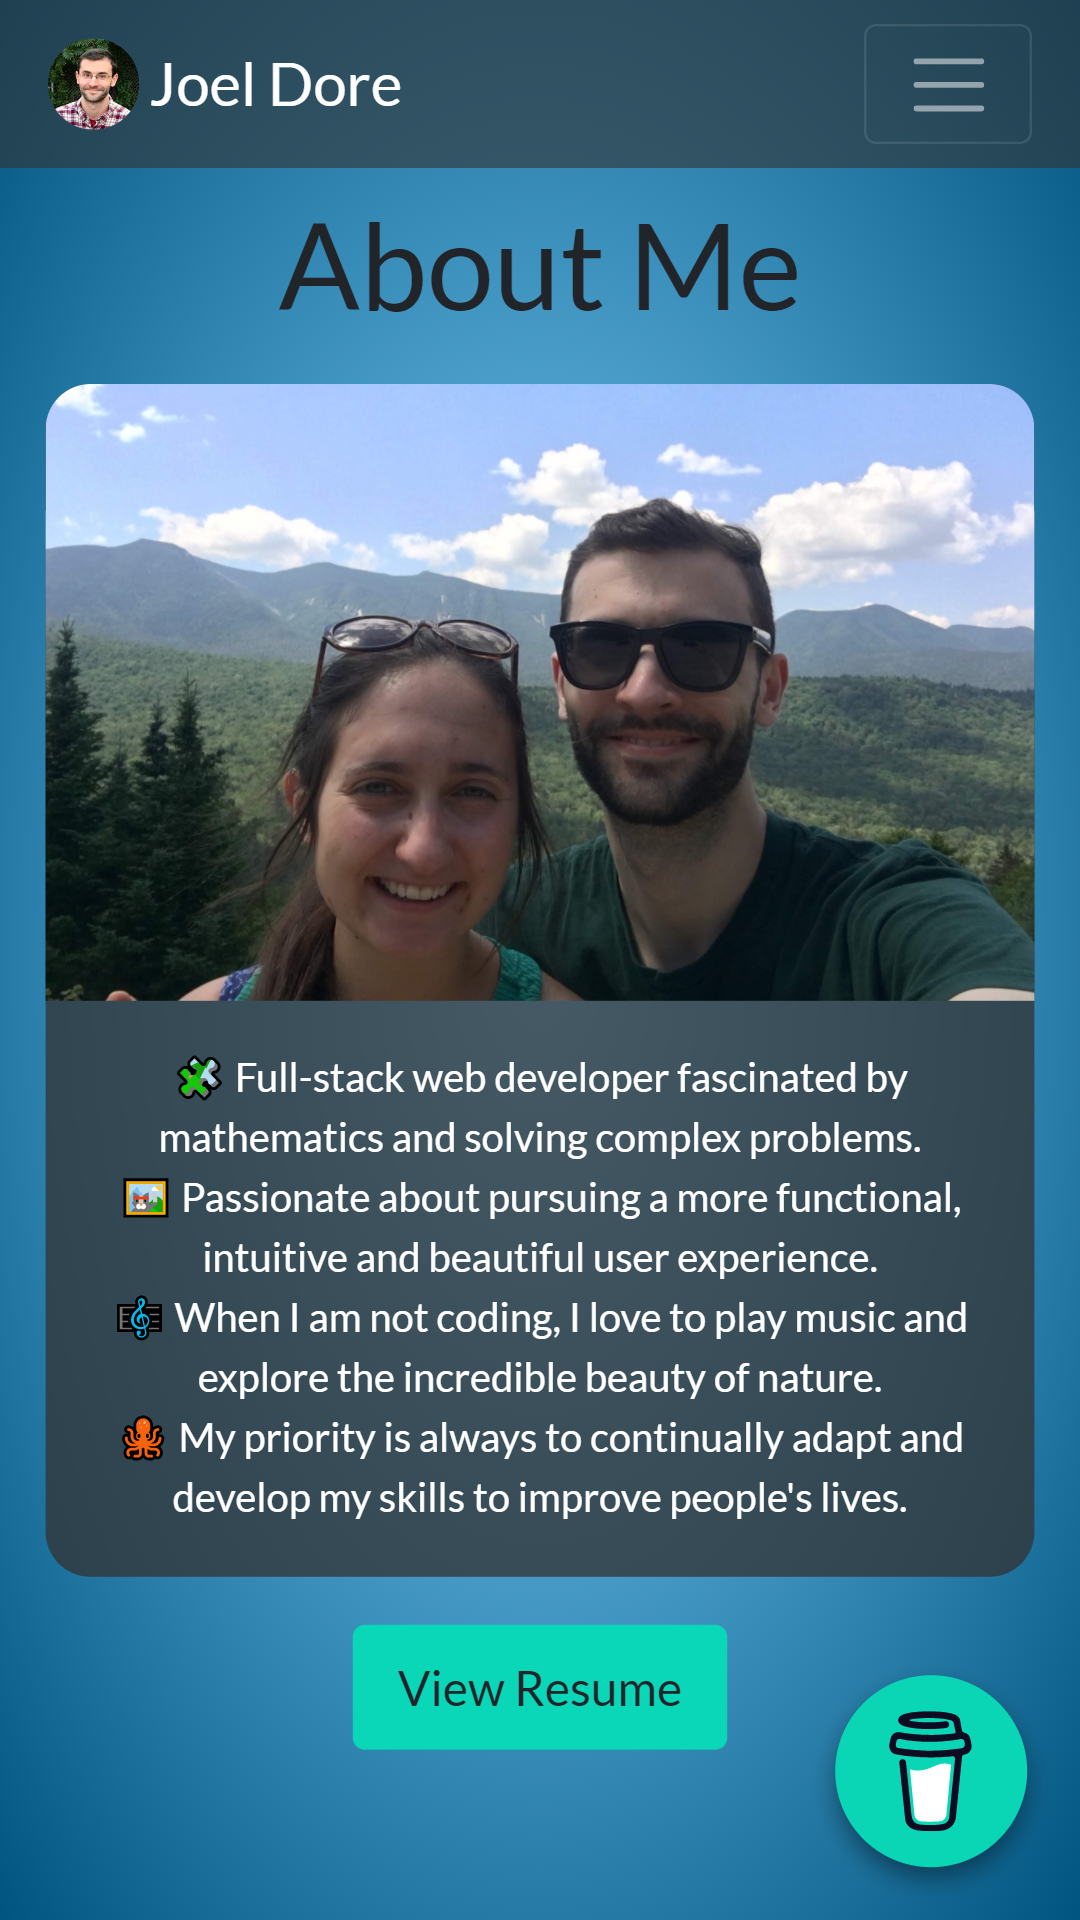 Joel Dore
About Me
Full-stack web developer fascinated by
mathematics and solving complex problems.
Passionate about pursuing a more functional,
intuitive and beautiful user experience.
When I am not coding, I love to play music and
explore the incredible beauty of nature.
My priority is always to continually adapt and
develop my skills to improve people's lives.
View Resume